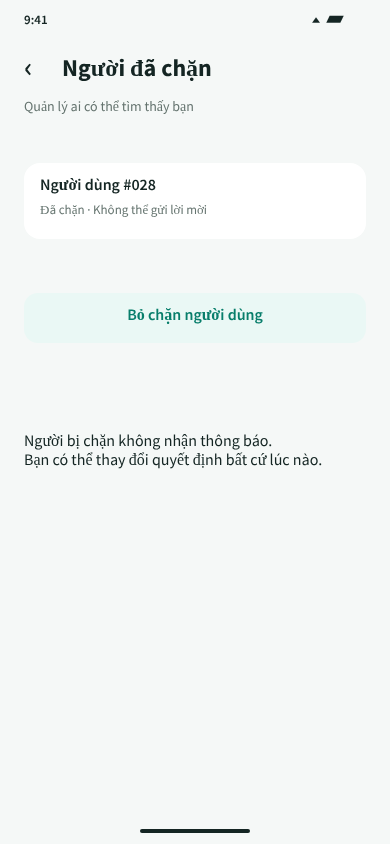 9:41
Người đã chặn
Quản lý ai có thể tìm thấy bạn
Người dùng #028
Đã chặn · Không thể gửi lời mời
Bỏ chặn người dùng
Người bị chặn không nhận thông báo.
Bạn có thể thay đổi quyết định bất cứ lúc nào.